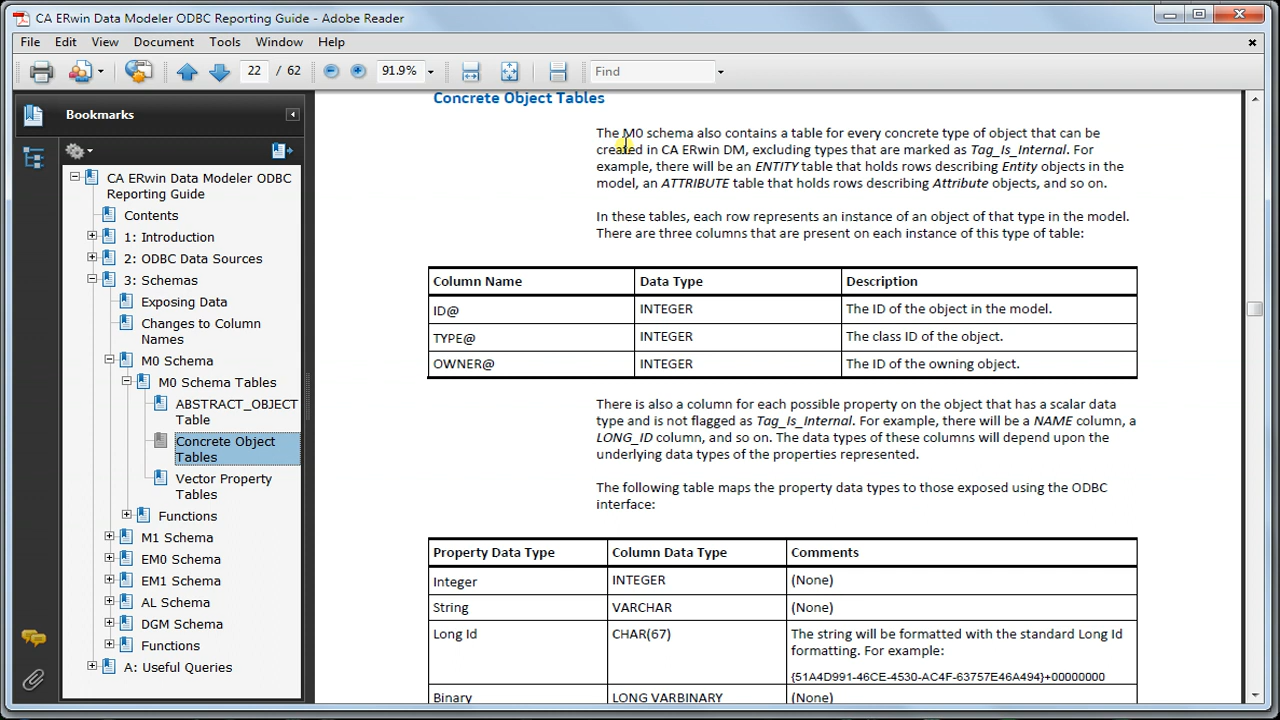 CA ERwin Data Modeler ODBC Reporting Guide - Adobe Reader
File Edit View Document Tools Window Help
22 / 62 91.9% Find
Bookmarks
CA ERwin Data Modeler ODBC
Reporting Guide
Contents
1: Introduction
2: ODBC Data Sources
3: Schemas
Exposing Data
Changes to Column
Names
M0 Schema
M0 Schema Tables
ABSTRACT_OBJECT
Table
Concrete Object
Tables
Vector Property
Tables
Functions
M1 Schema
EM0 Schema
EM1 Schema
AL Schema
DGM Schema
Functions
A: Useful Queries
Concrete Object Tables
The M0 schema also contains a table for every concrete type of object that can be
created in CA ERwin DM, excluding types that are marked as Tag_Is_Internal. For
example, there will be an ENTITY table that holds rows describing Entity objects in the
model, an ATTRIBUTE table that holds rows describing Attribute objects, and so on.
In these tables, each row represents an instance of an object of that type in the model.
There are three columns that are present on each instance of this type of table:
Column Name Data Type Description
ID@ INTEGER The ID of the object in the model.
TYPE@ INTEGER The class ID of the object.
OWNER@ INTEGER The ID of the owning object.
There is also a column for each possible property on the object that has a scalar data
type and is not flagged as Tag_Is_Internal. For example, there will be a NAME column, a
LONG_ID column, and so on. The data types of these columns will depend upon the
underlying data types of the properties represented.
The following table maps the property data types to those exposed using the ODBC
interface:
Property Data Type Column Data Type Comments
Integer INTEGER (None)
String VARCHAR (None)
Long Id CHAR(67) The string will be formatted with the standard Long Id
formatting. For example:
{51A4D991-46CE-4530-AC4F-63757E46A494}+00000000
Binary LONG VARBINARY (None)